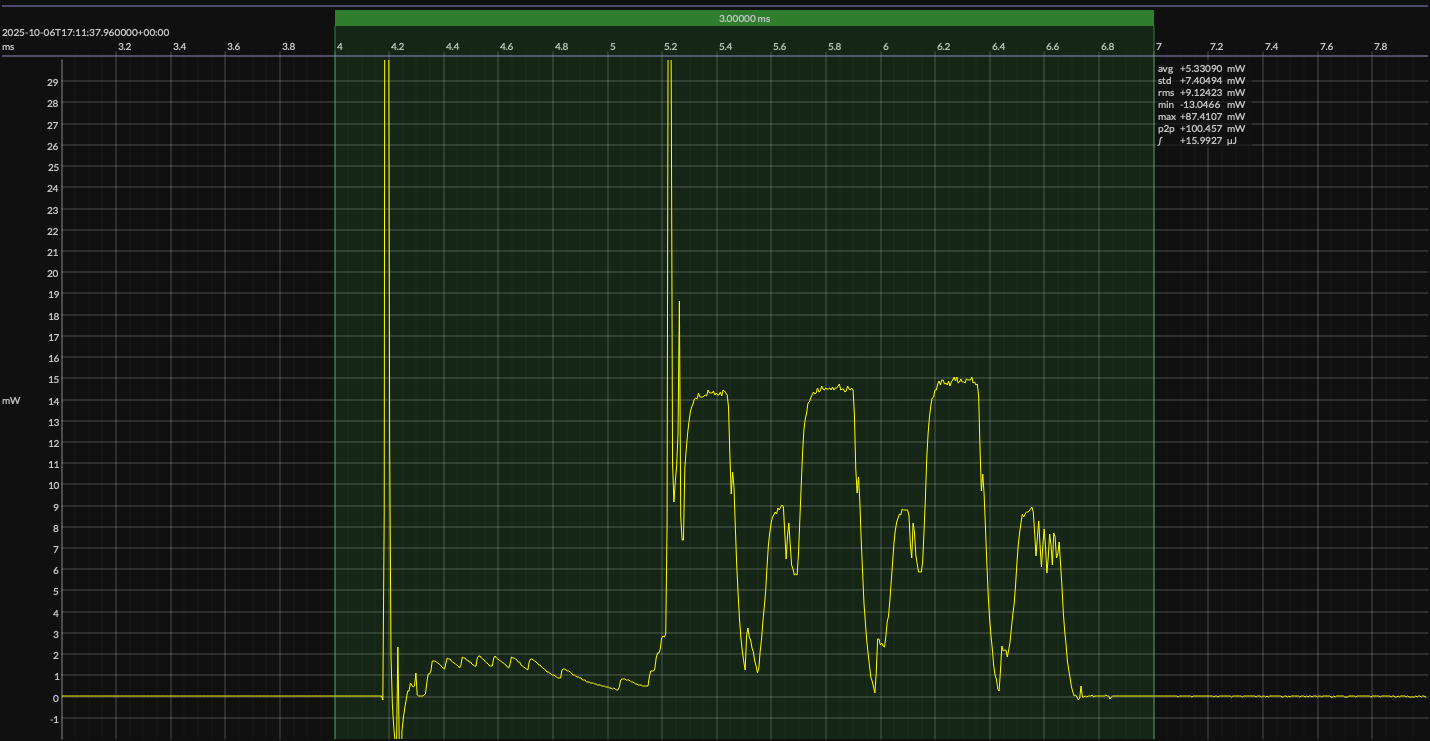 3.00000 ms
2025-10-06T17:11:37.960000+00:00
ms 3.2 3.4 3.6 3.8 4 4.2 4.4 4.6 4.8 5 5.2 5.4 5.6 5.8 6 6.2 6.4 6.6 6.8 7 7.2 7.4 7.6 7.8
avg +5.33090 mW
std +7.40494 mW
rms +9.12423 mW
min -13.0466 mW
max +87.4107 mW
p2p +100.457 mW
∫ +15.9927 µJ
29
28
27
26
25
24
23
22
21
20
19
18
17
16
15
mW
14
13
12
11
10
9
8
7
6
5
4
3
2
1
0
-1